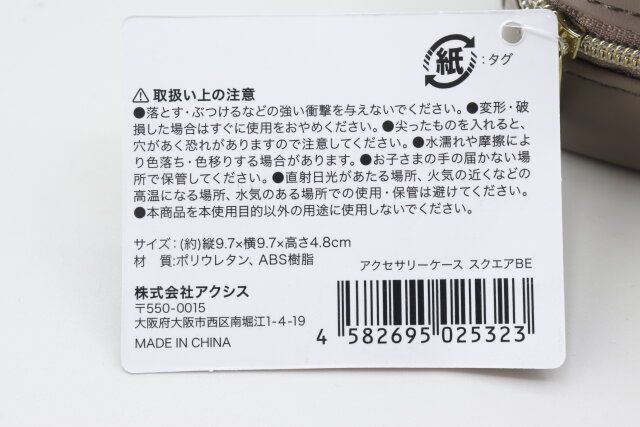 紙
:タグ
⚠取扱い上の注意
●落とす・ぶつけるなどの強い衝撃を与えないでください。●変形・破
損した場合はすぐに使用をおやめください。●尖ったものを入れると、
穴があく恐れがありますので注意してください。●水濡れや摩擦に
より色落ち・色移りする場合があります。●お子さまの手の届かない場
所で保管してください。●直射日光があたる場所、火気の近くなどの
高温になる場所、水気のある場所での使用・保管は避けてください。
●本商品を本使用目的以外の用途に使用しないでください。
サイズ:(約)縦9.7×横9.7×高さ4.8cm
材 質:ポリウレタン、ABS樹脂
アクセサリーケース スクエアBE
株式会社アクシス
〒550-0015
大阪府大阪市西区南堀江1-4-19
MADE IN CHINA
4 582695 025323